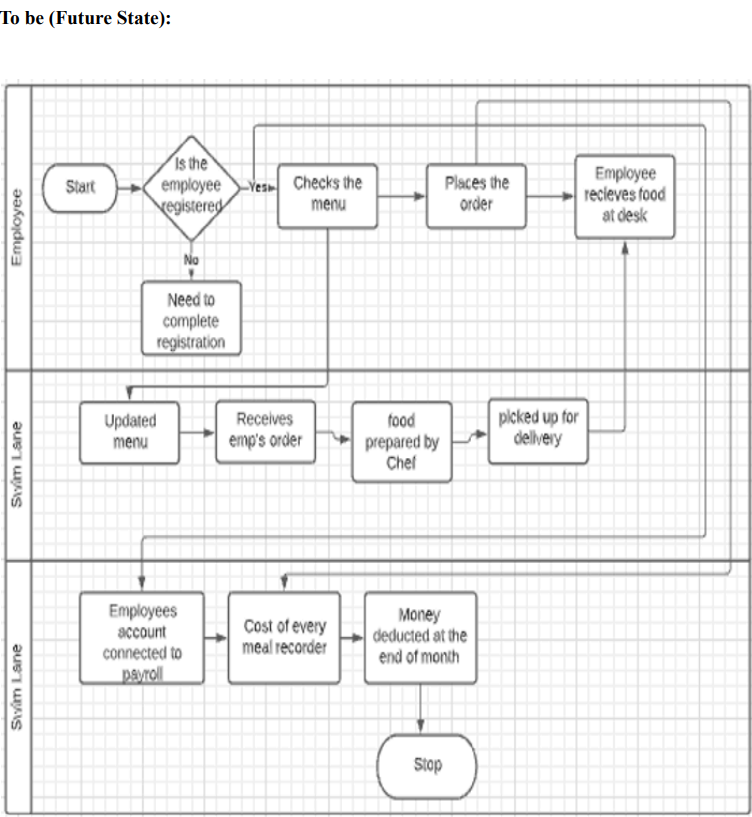 To be (Future State):
Employee
Start
Is the
employee
registered
Yes
No
Need to
complete
registration
Checks the
menu
Places the
order
Employee
recieves food
at desk
Swim Lane
Updated
menu
Receives
emp's order
food
prepared by
Chef
picked up for
delivery
Swim Lane
Employees
account
connected to
payroll
Cost of every
meal recorder
Money
deducted at the
end of month
Stop